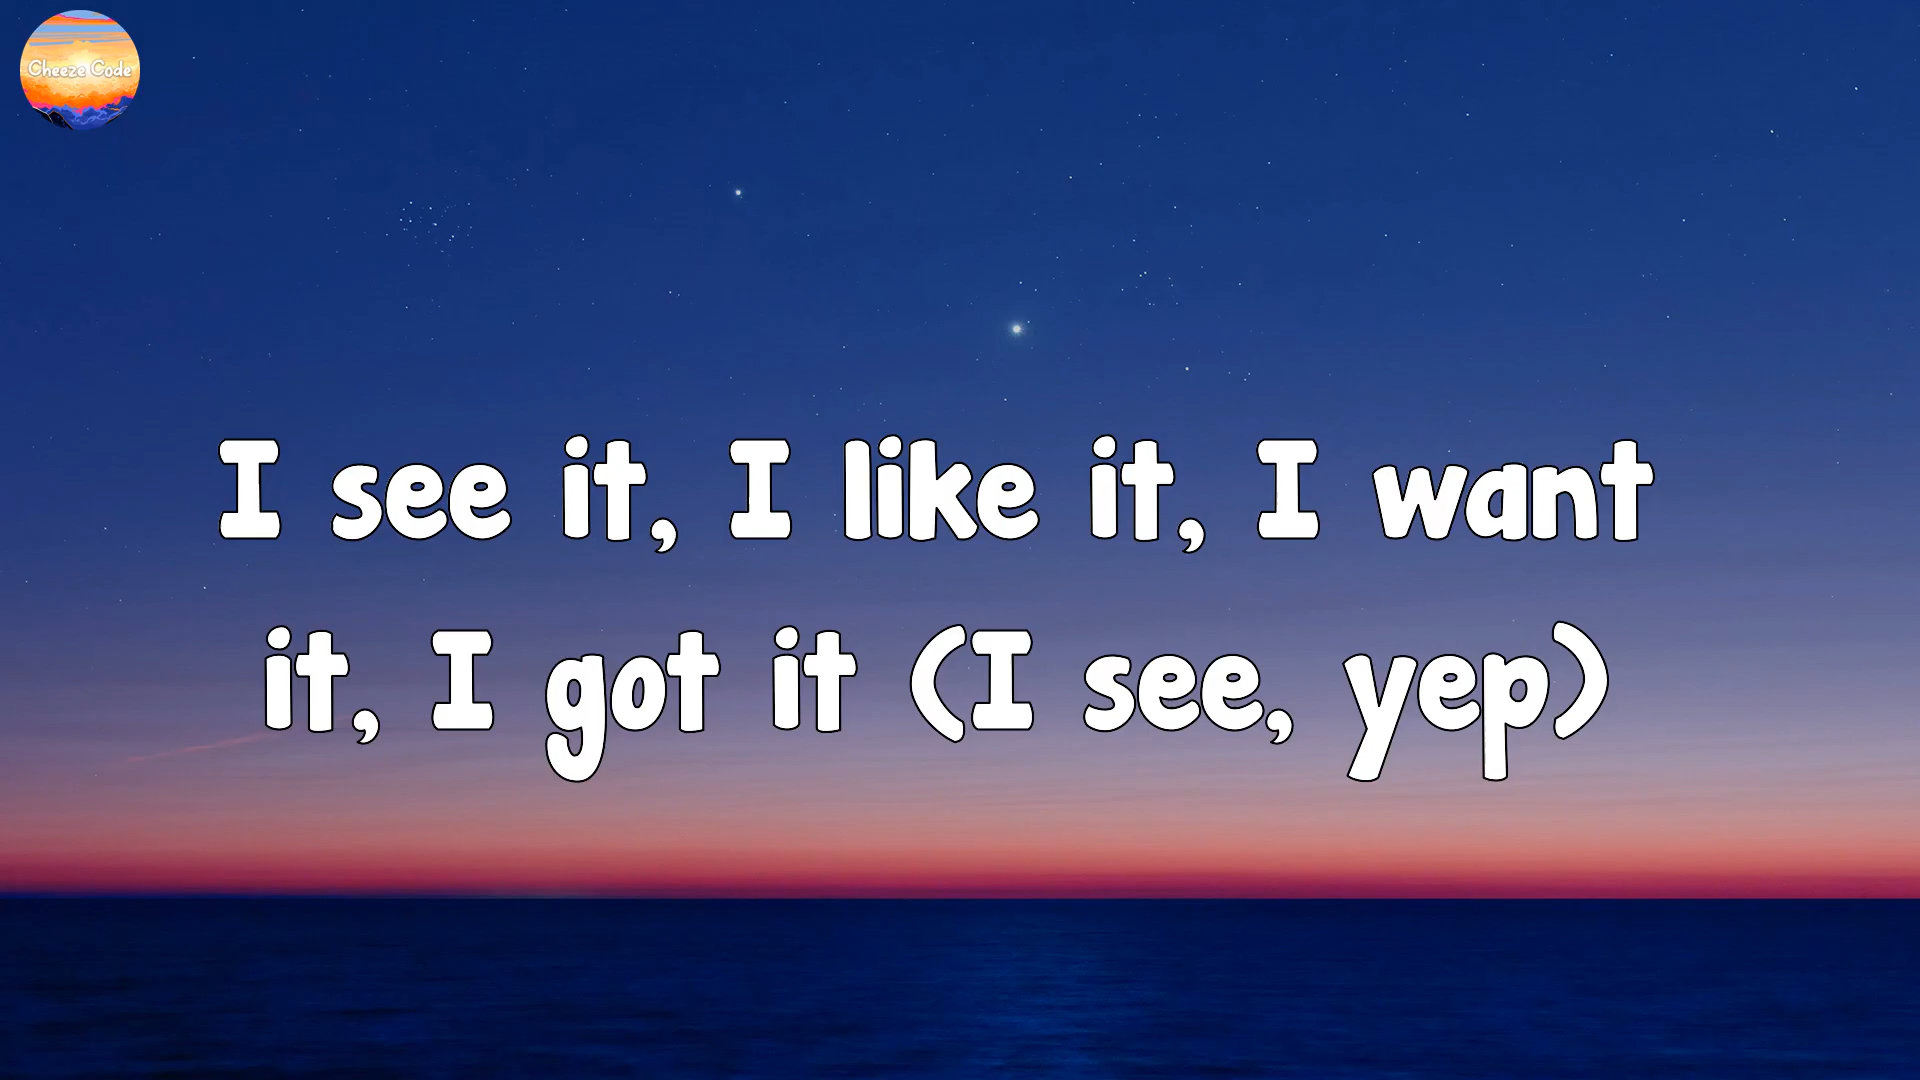 Cheeze Code
I see it, I like it, I want
it, I got it (I see, yep)